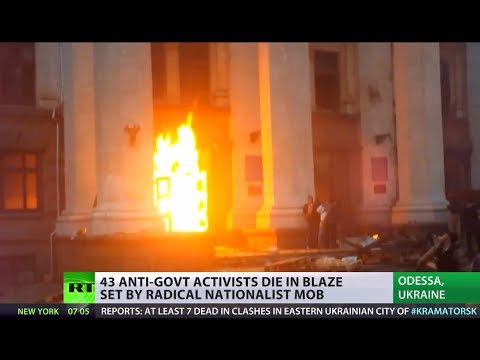 RT
43 ANTI-GOVT ACTIVISTS DIE IN BLAZE
SET BY RADICAL NATIONALIST MOB
ODESSA,
UKRAINE
NEW YORK 7:05 REPORTS: AT LEAST 7 DEAD IN CLASHES IN EASTERN UKRAINIAN CITY OF #KRAMATORSK